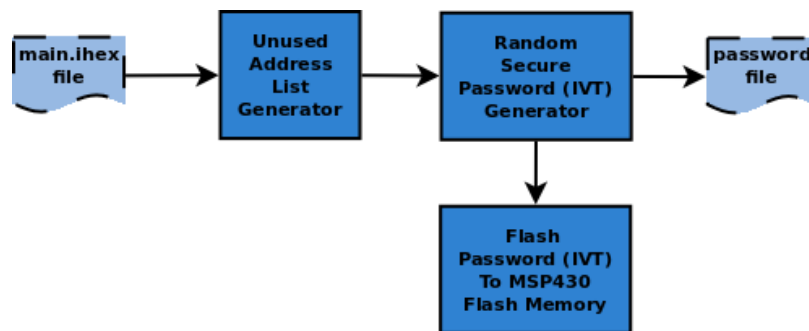 main.ihex
file
Unused
Address
List
Generator
Random
Secure
Password (IVT)
Generator
password
file
Flash
Password (IVT)
To MSP430
Flash Memory